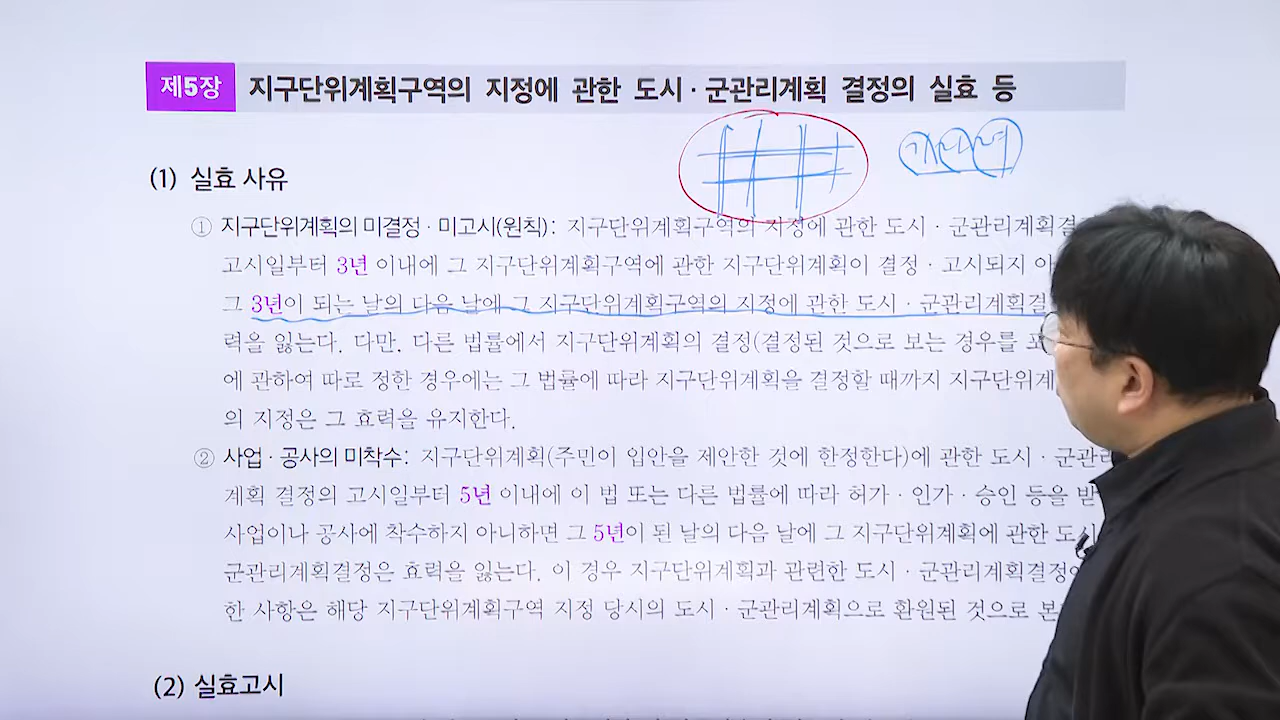 제5장 지구단위계획구역의 지정에 관한 도시·군관리계획 결정의 실효 등
(1) 실효 사유
① 지구단위계획의 미결정·미고시(원칙): 지구단위계획구역의 지정에 관한 도시·군관리계획결
고시일부터 3년 이내에 그 지구단위계획구역에 관한 지구단위계획이 결정·고시되지 아
그 3년이 되는 날의 다음 날에 그 지구단위계획구역의 지정에 관한 도시·군관리계획결
력을 잃는다. 다만, 다른 법률에서 지구단위계획의 결정(결정된 것으로 보는 경우를 포
에 관하여 따로 정한 경우에는 그 법률에 따라 지구단위계획을 결정할 때까지 지구단위계
의 지정은 그 효력을 유지한다.
② 사업·공사의 미착수: 지구단위계획(주민이 입안을 제안한 것에 한정한다)에 관한 도시·군관
계획 결정의 고시일부터 5년 이내에 이 법 또는 다른 법률에 따라 허가·인가·승인 등을 받
사업이나 공사에 착수하지 아니하면 그 5년이 된 날의 다음 날에 그 지구단위계획에 관한 도시
군관리계획결정은 효력을 잃는다. 이 경우 지구단위계획과 관련한 도시·군관리계획결정에
한 사항은 해당 지구단위계획구역 지정 당시의 도시·군관리계획으로 환원된 것으로 본
(2) 실효고시